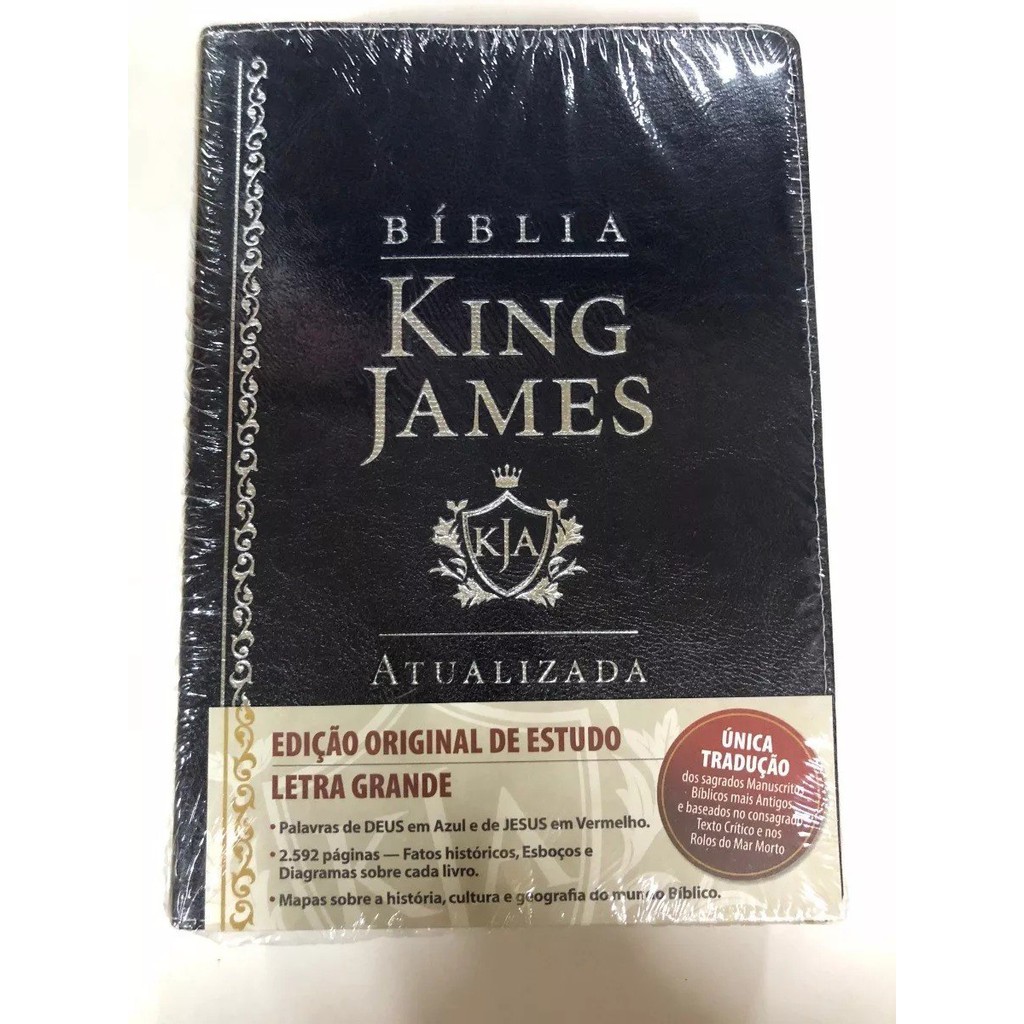 BÍBLIA
KING
JAMES
KJA
ATUALIZADA
EDIÇÃO ORIGINAL DE ESTUDO
LETRA GRANDE
• Palavras de DEUS em Azul e de JESUS em Vermelho.
• 2.592 páginas — Fatos históricos, Esboços e
Diagramas sobre cada livro.
• Mapas sobre a história, cultura e geografia do mundo Bíblico.
ÚNICA
TRADUÇÃO
dos sagrados Manuscritos
Bíblicos mais Antigos
e baseados no consagrado
Texto Crítico e nos
Rolos do Mar Morto